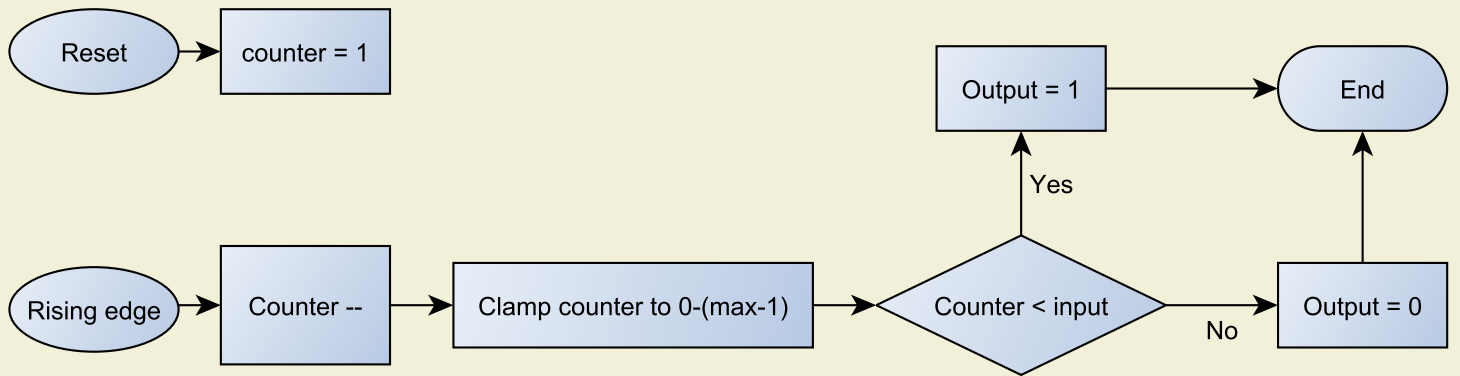 Reset
counter = 1
Output = 1
End
Yes
Rising edge
Counter --
Clamp counter to 0-(max-1)
Counter < input
No
Output = 0